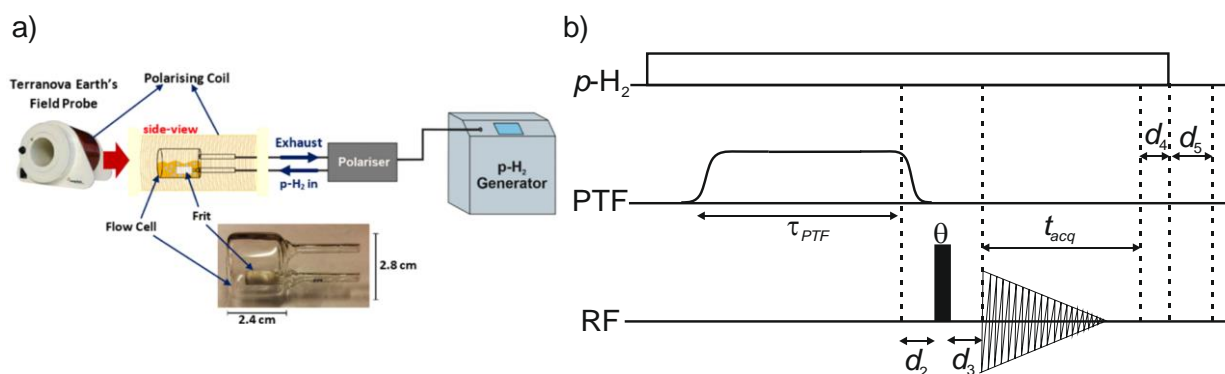 a)
Terranova Earth's
Field Probe
Polarising Coil
side-view
Exhaust
p-H₂ in
Polariser
p-H₂
Generator
Flow Cell
Frit
2.8 cm
2.4 cm
b)
p-H₂
PTF
τPTF
θ
tacq
d₄
d₅
RF
d₂
d₃